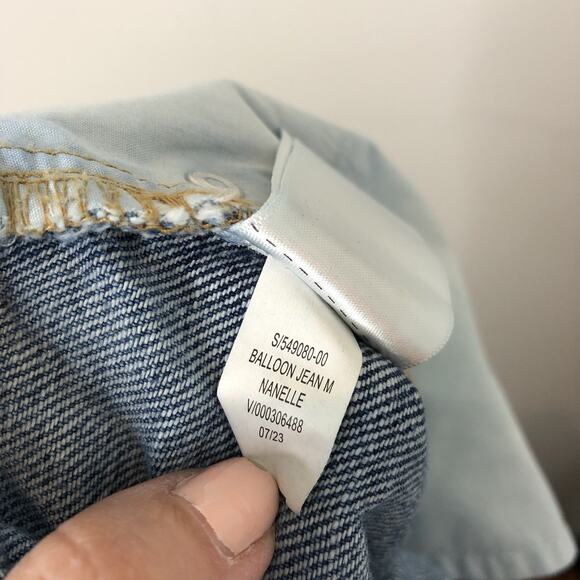 S/549080-00
BALLOON JEAN M
NANELLE
V/000306488
07/23